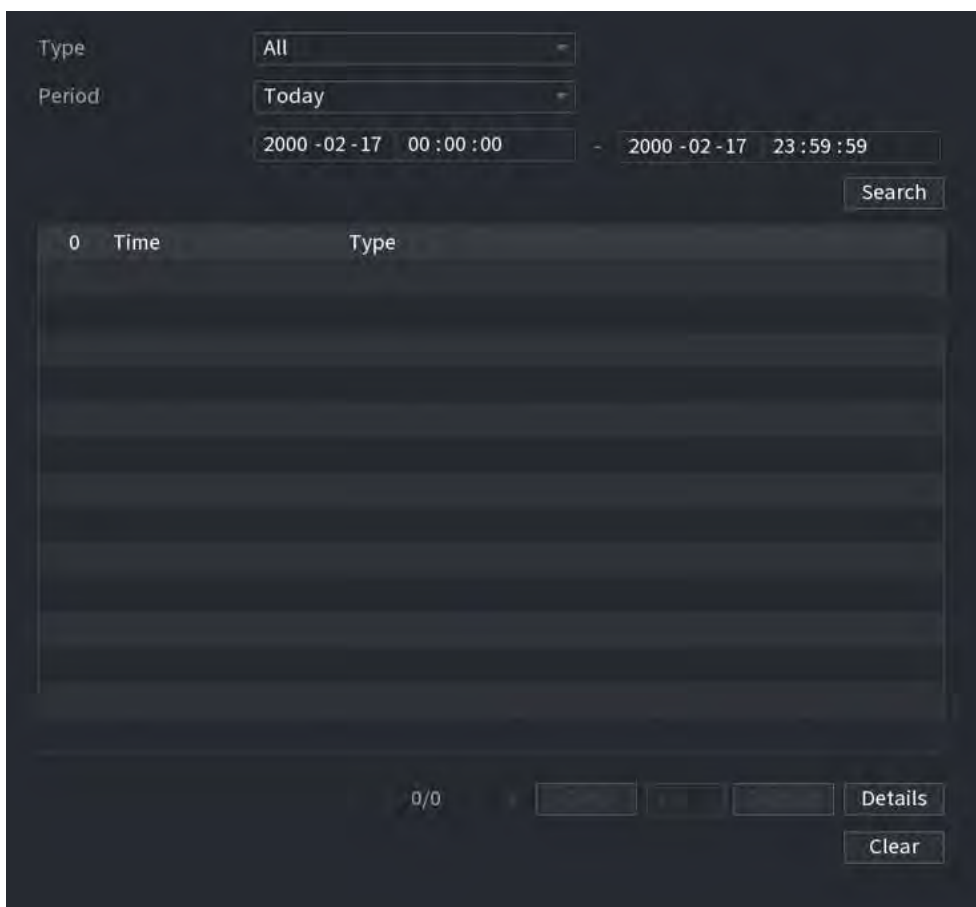 Type All
Period Today
2000 -02 -17 00 :00 :00 - 2000 -02 -17 23 :59 :59
Search
0 Time Type
0/0 Details
Clear